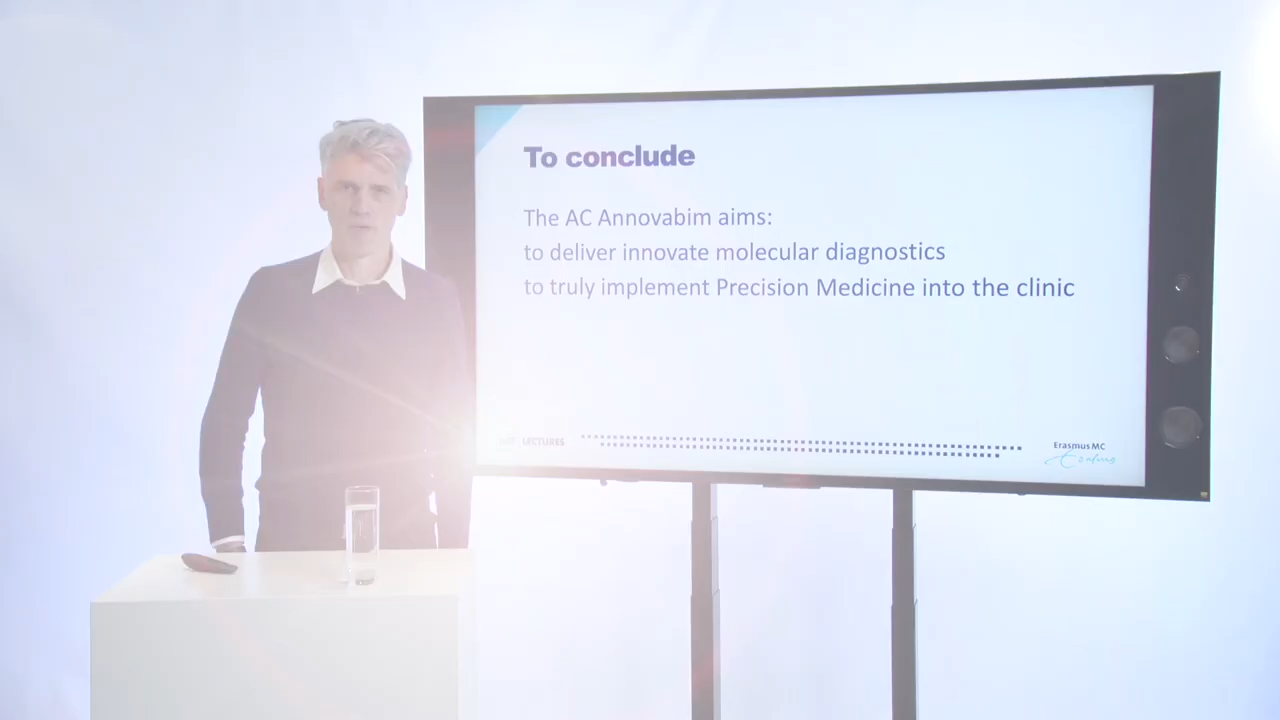 To conclude
The AC Annovabim aims:
to deliver innovate molecular diagnostics
to truly implement Precision Medicine into the clinic
LECTURES
Erasmus MC
Erasmus